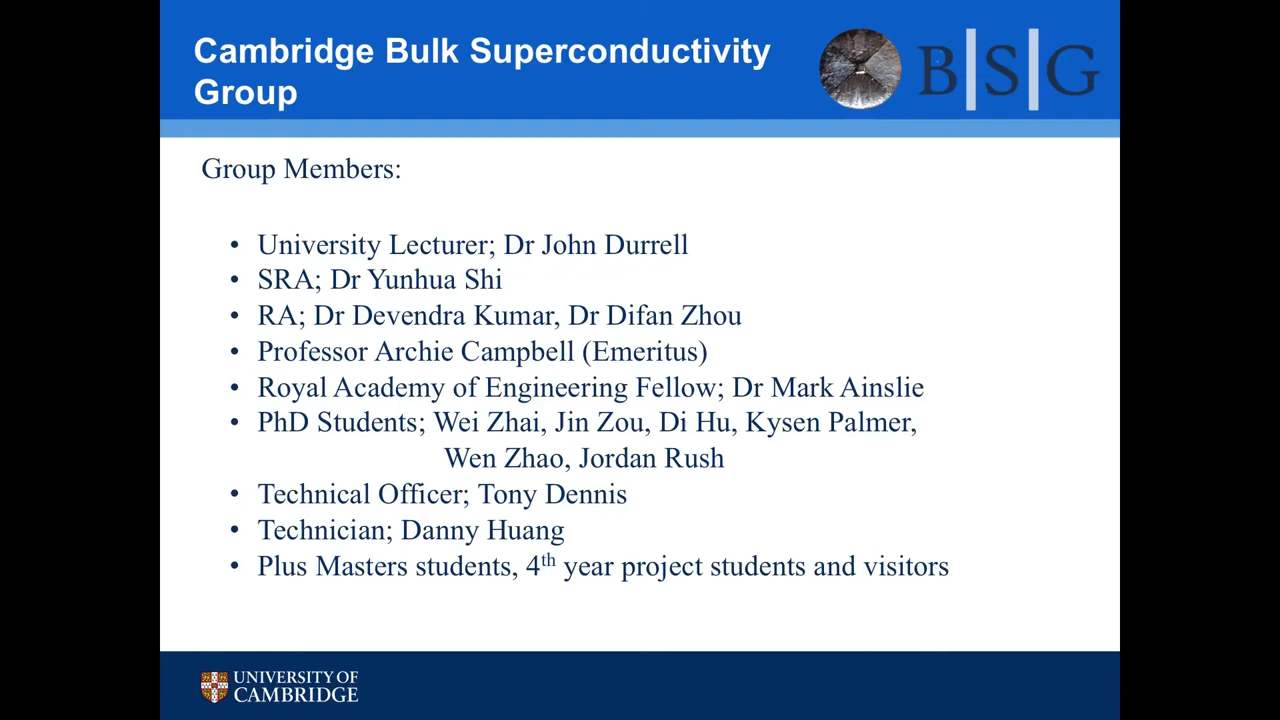 Cambridge Bulk Superconductivity
Group
B|S|G
Group Members:
• University Lecturer; Dr John Durrell
• SRA; Dr Yunhua Shi
• RA; Dr Devendra Kumar, Dr Difan Zhou
• Professor Archie Campbell (Emeritus)
• Royal Academy of Engineering Fellow; Dr Mark Ainslie
• PhD Students; Wei Zhai, Jin Zou, Di Hu, Kysen Palmer,
Wen Zhao, Jordan Rush
• Technical Officer; Tony Dennis
• Technician; Danny Huang
• Plus Masters students, 4th year project students and visitors
UNIVERSITY OF
CAMBRIDGE